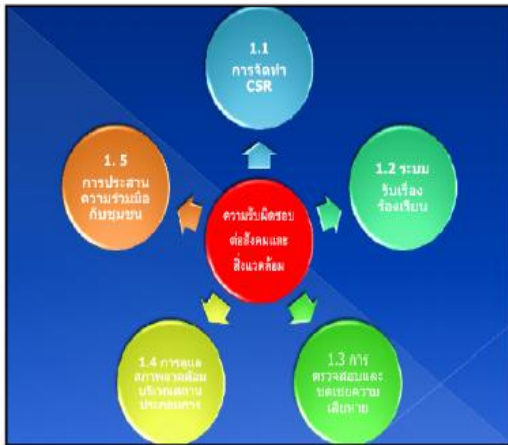 1.1
การจัดทำ
CSR
1.2 ระบบ
รับเรื่อง
ร้องเรียน
1.3 การ
ตรวจสอบและ
ชดเชยความ
เสียหาย
1.4 การดูแล
สภาพแวดล้อม
บริเวณสถาน
ประกอบการ
1. 5
การประสาน
ความร่วมมือ
กับชุมชน
ความรับผิดชอบ
ต่อสังคมและ
สิ่งแวดล้อม